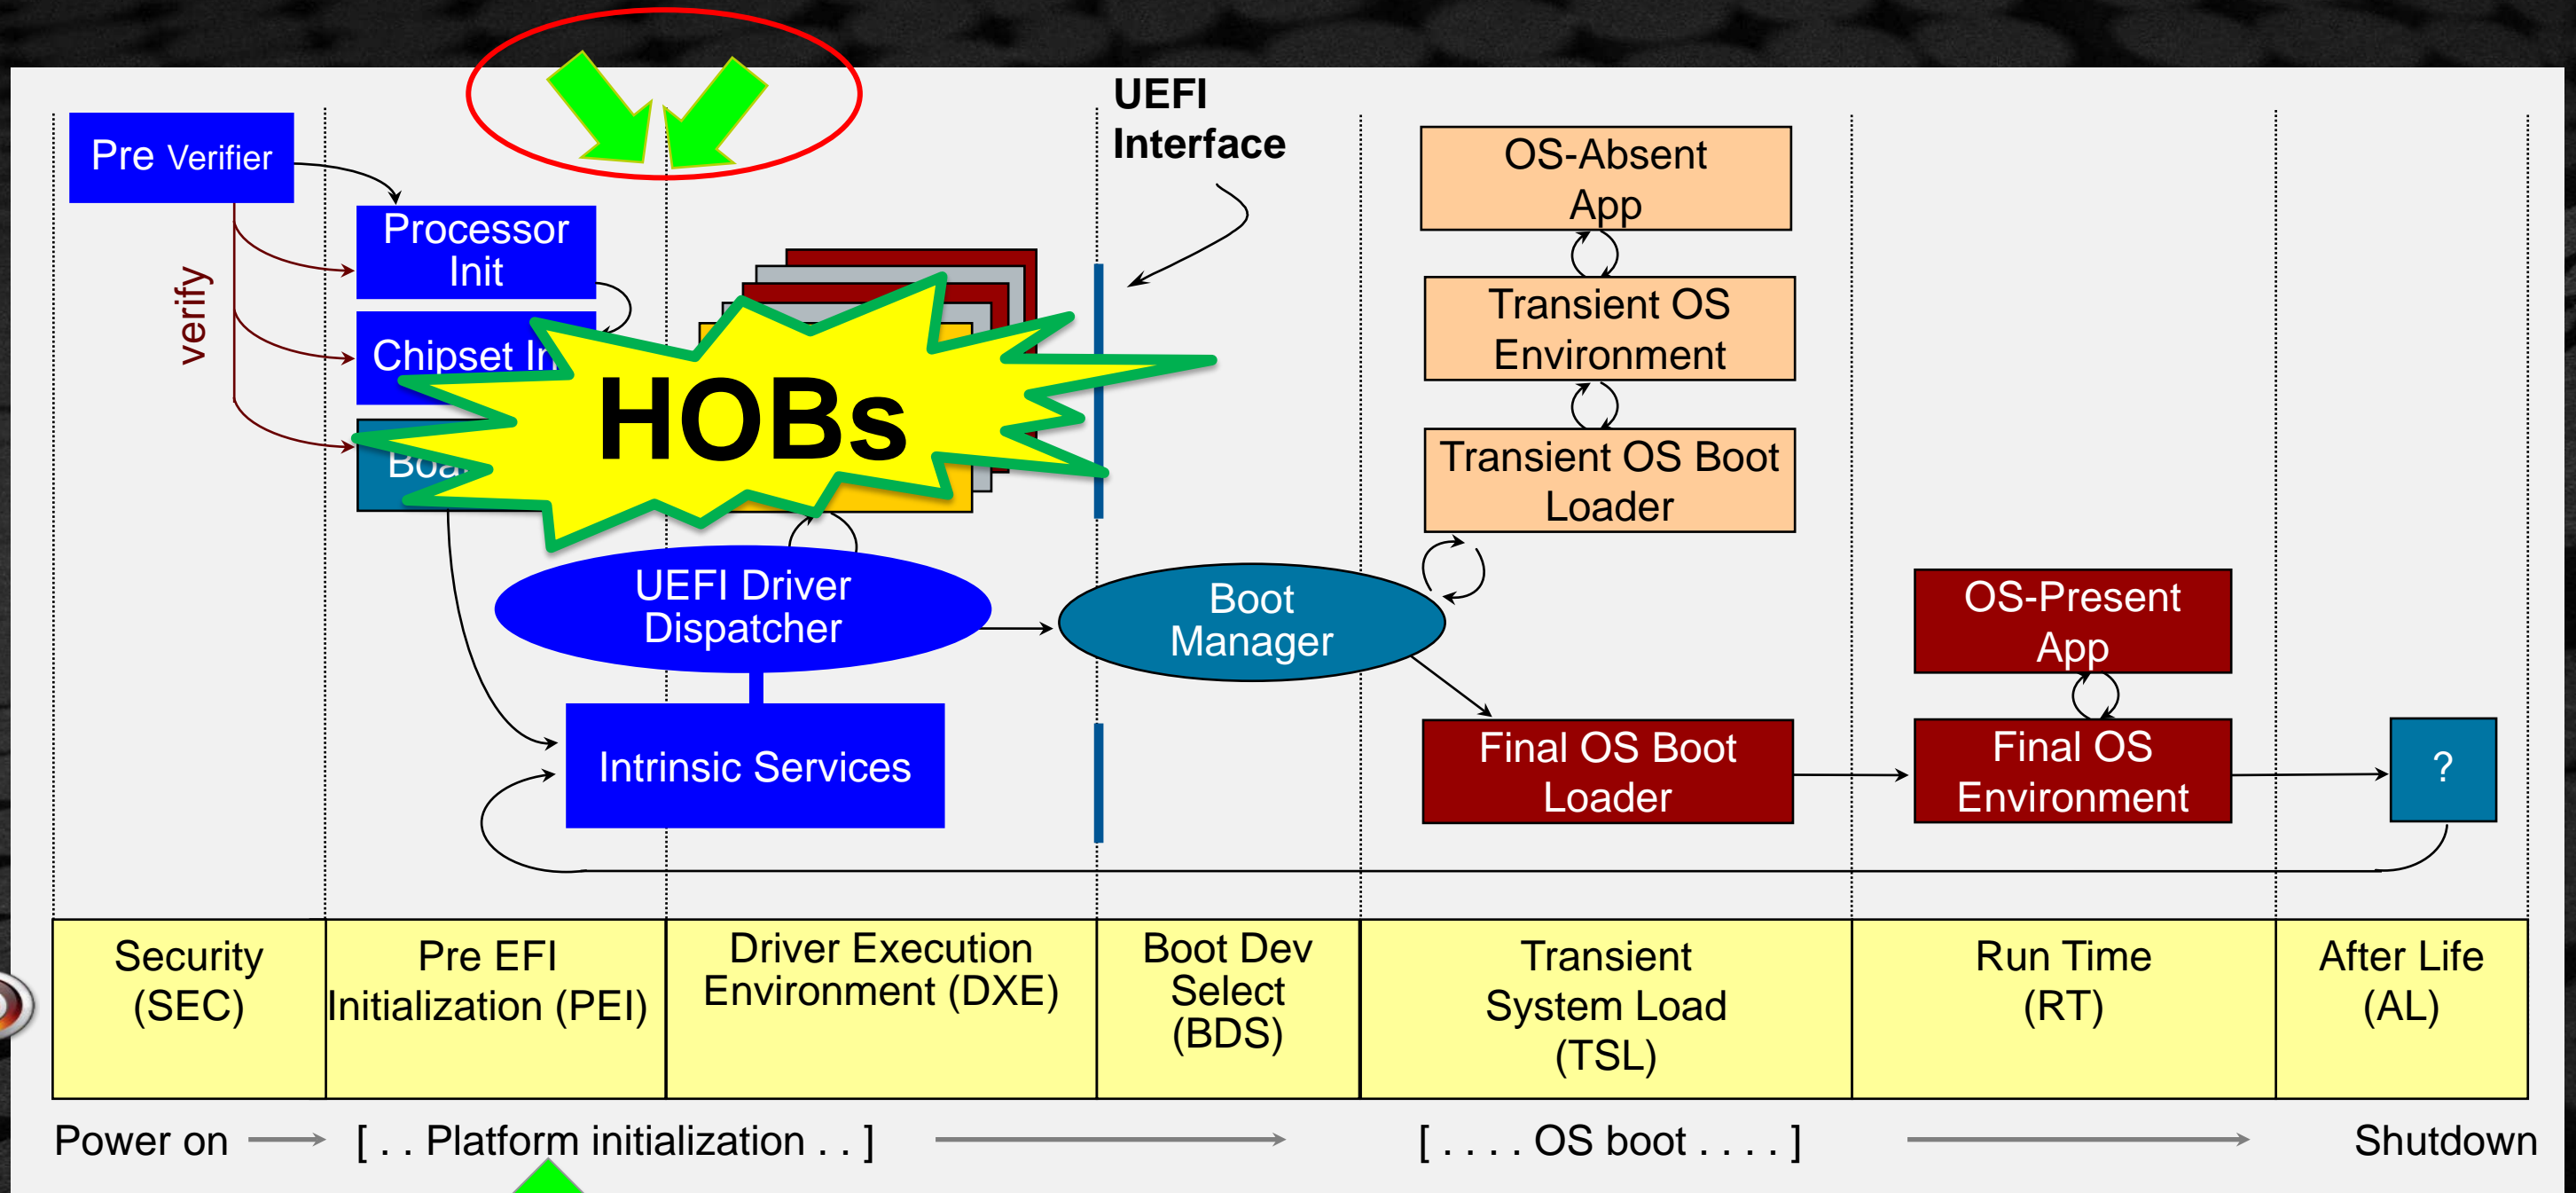 UEFI
Interface
Pre Verifier
verify
Processor
Init
Chipset
HOBs
OS-Absent
App
Transient OS
Environment
Transient OS Boot
Loader
UEFI Driver
Dispatcher
Boot
Manager
Intrinsic Services
Final OS Boot
Loader
OS-Present
App
Final OS
Environment
?
Security
(SEC)
Pre EFI
Initialization (PEI)
Driver Execution
Environment (DXE)
Boot Dev
Select
(BDS)
Transient
System Load
(TSL)
Run Time
(RT)
After Life
(AL)
Power on
[ . . Platform initialization . . ]
[ . . . . OS boot . . . . ]
Shutdown